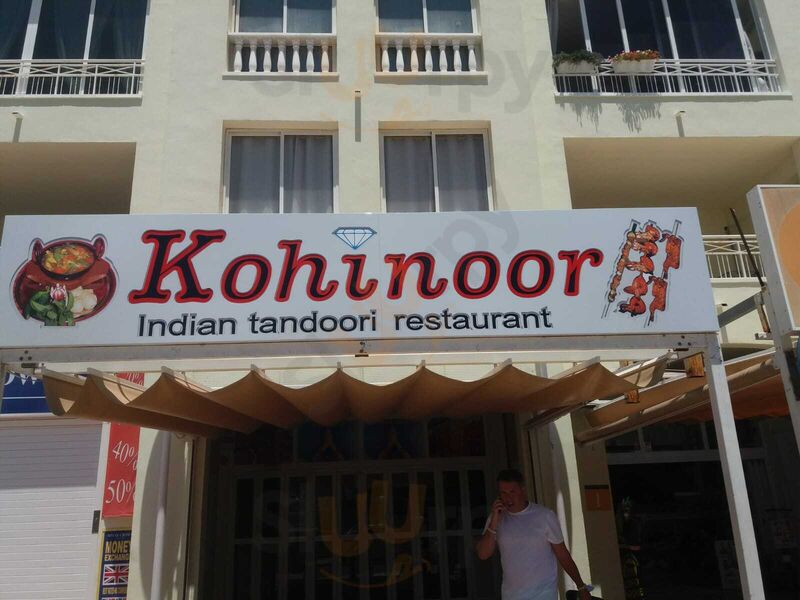 Kohinoor
Indian tandoori restaurant
40%
50%
MONEY
EXCHANGE